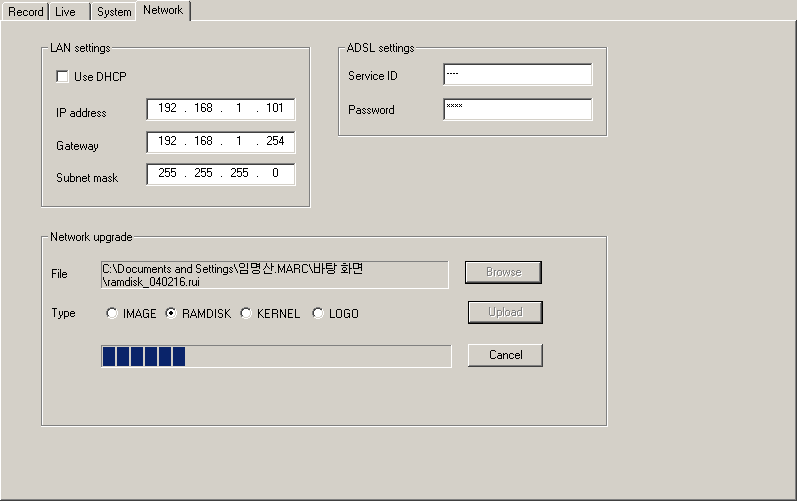 Record Live System Network
LAN settings
Use DHCP
IP address 192 . 168 . 1 . 101
Gateway 192 . 168 . 1 . 254
Subnet mask 255 . 255 . 255 . 0
ADSL settings
Service ID ----
Password ****
Network upgrade
File C:\Documents and Settings\임명산.MARC\바탕 화면
\ramdisk_040216.rui
Browse
Type IMAGE RAMDISK KERNEL LOGO Upload
Cancel